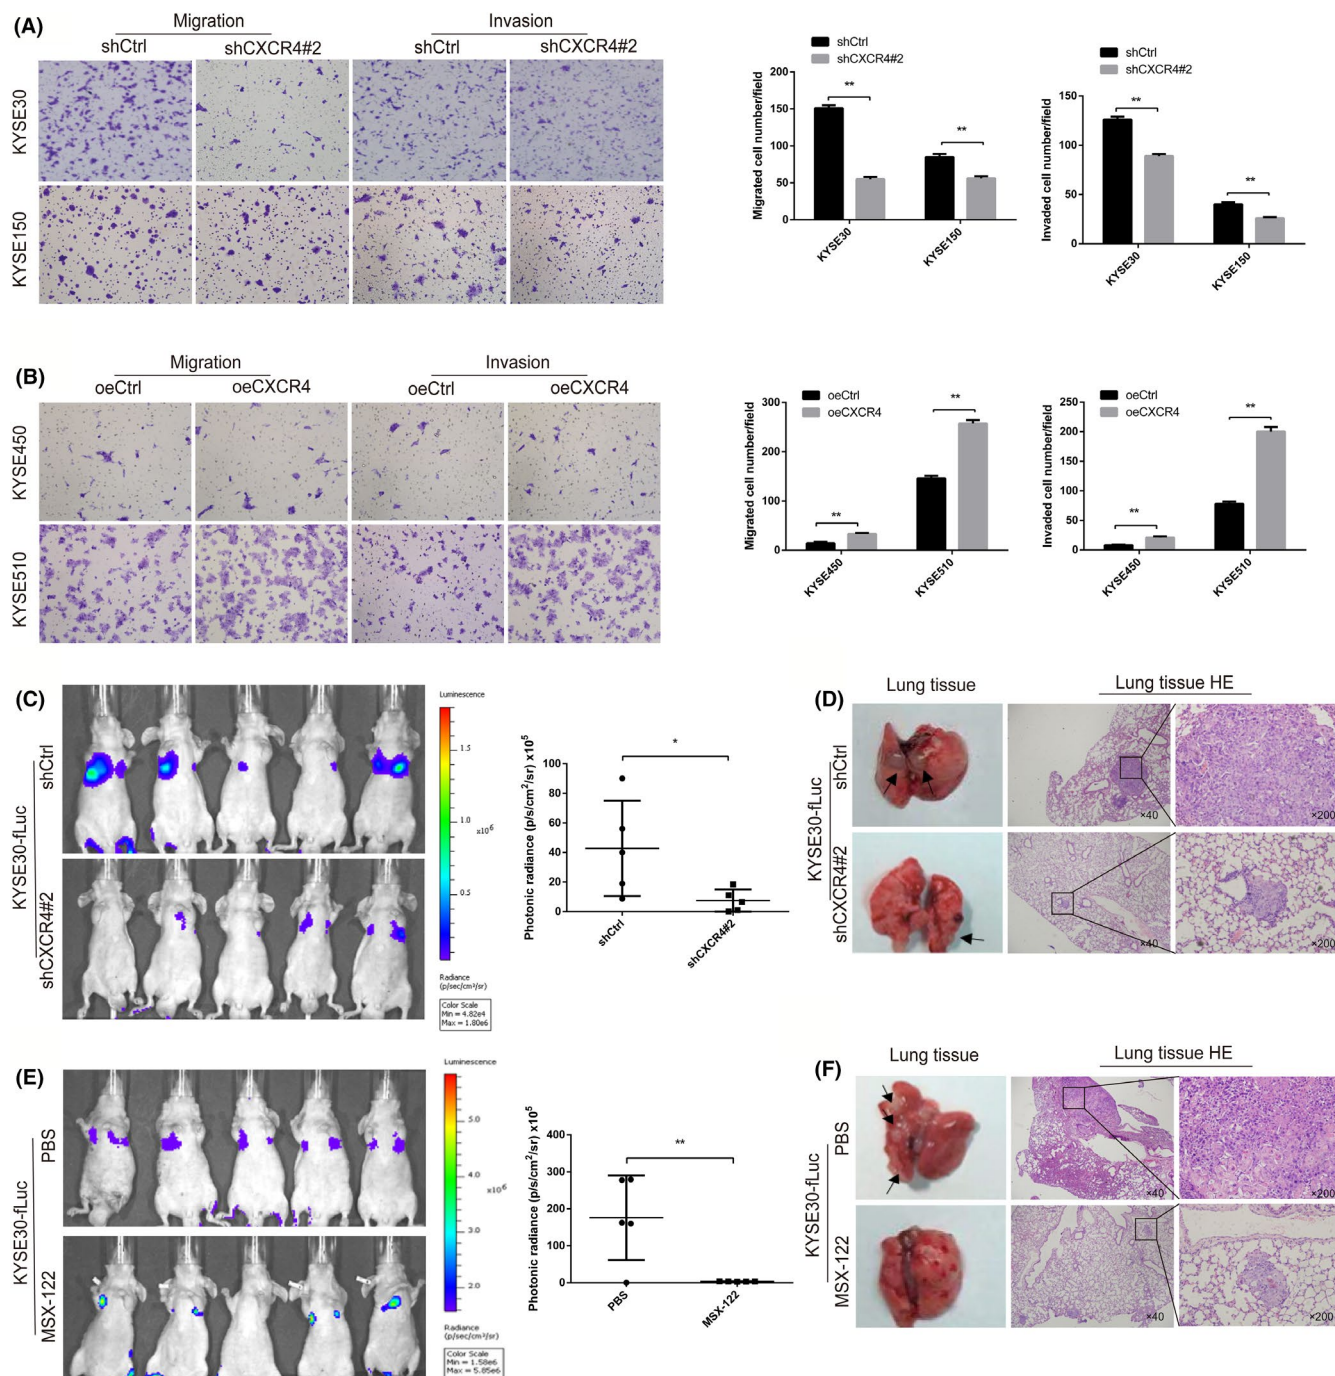 (A)
Migration
Invasion
shCtrl
shCXCR4#2
shCtrl
shCXCR4#2
KYSE30
KYSE150
shCtrl
shCXCR4#2
Migrated cell number/field
200
150
100
50
0
**
**
KYSE30
KYSE150
shCtrl
shCXCR4#2
Invaded cell number/field
150
100
50
0
**
**
KYSE30
KYSE150
(B)
Migration
Invasion
oeCtrl
oeCXCR4
oeCtrl
oeCXCR4
KYSE450
KYSE510
oeCtrl
oeCXCR4
Migrated cell number/field
300
200
100
0
**
**
KYSE450
KYSE510
oeCtrl
oeCXCR4
Invaded cell number/field
250
200
150
100
50
0
**
**
KYSE450
KYSE510
(C)
KYSE30-fLuc
shCtrl
shCXCR4#2
Luminescence
1.5
1.0
x10⁶
0.5
Radiance
(p/sec/cm²/sr)
Color Scale
Min = 4.82e4
Max = 1.80e6
Photonic radiance (p/s/cm²/sr) x10⁵
100
80
60
40
20
0
*
shCtrl
shCXCR4#2
(D)
Lung tissue
Lung tissue HE
KYSE30-fLuc
shCtrl
shCXCR4#2
×40
×200
×40
×200
(E)
KYSE30-fLuc
PBS
MSX-122
Luminescence
5.0
4.0
x10⁶
3.0
2.0
Radiance
(p/sec/cm²/sr)
Color Scale
Min = 1.58e6
Max = 5.85e6
Photonic radiance (p/s/cm²/sr) x10⁵
400
300
200
100
0
**
PBS
MSX-122
(F)
Lung tissue
Lung tissue HE
KYSE30-fLuc
PBS
MSX-122
×40
×200
×40
×200